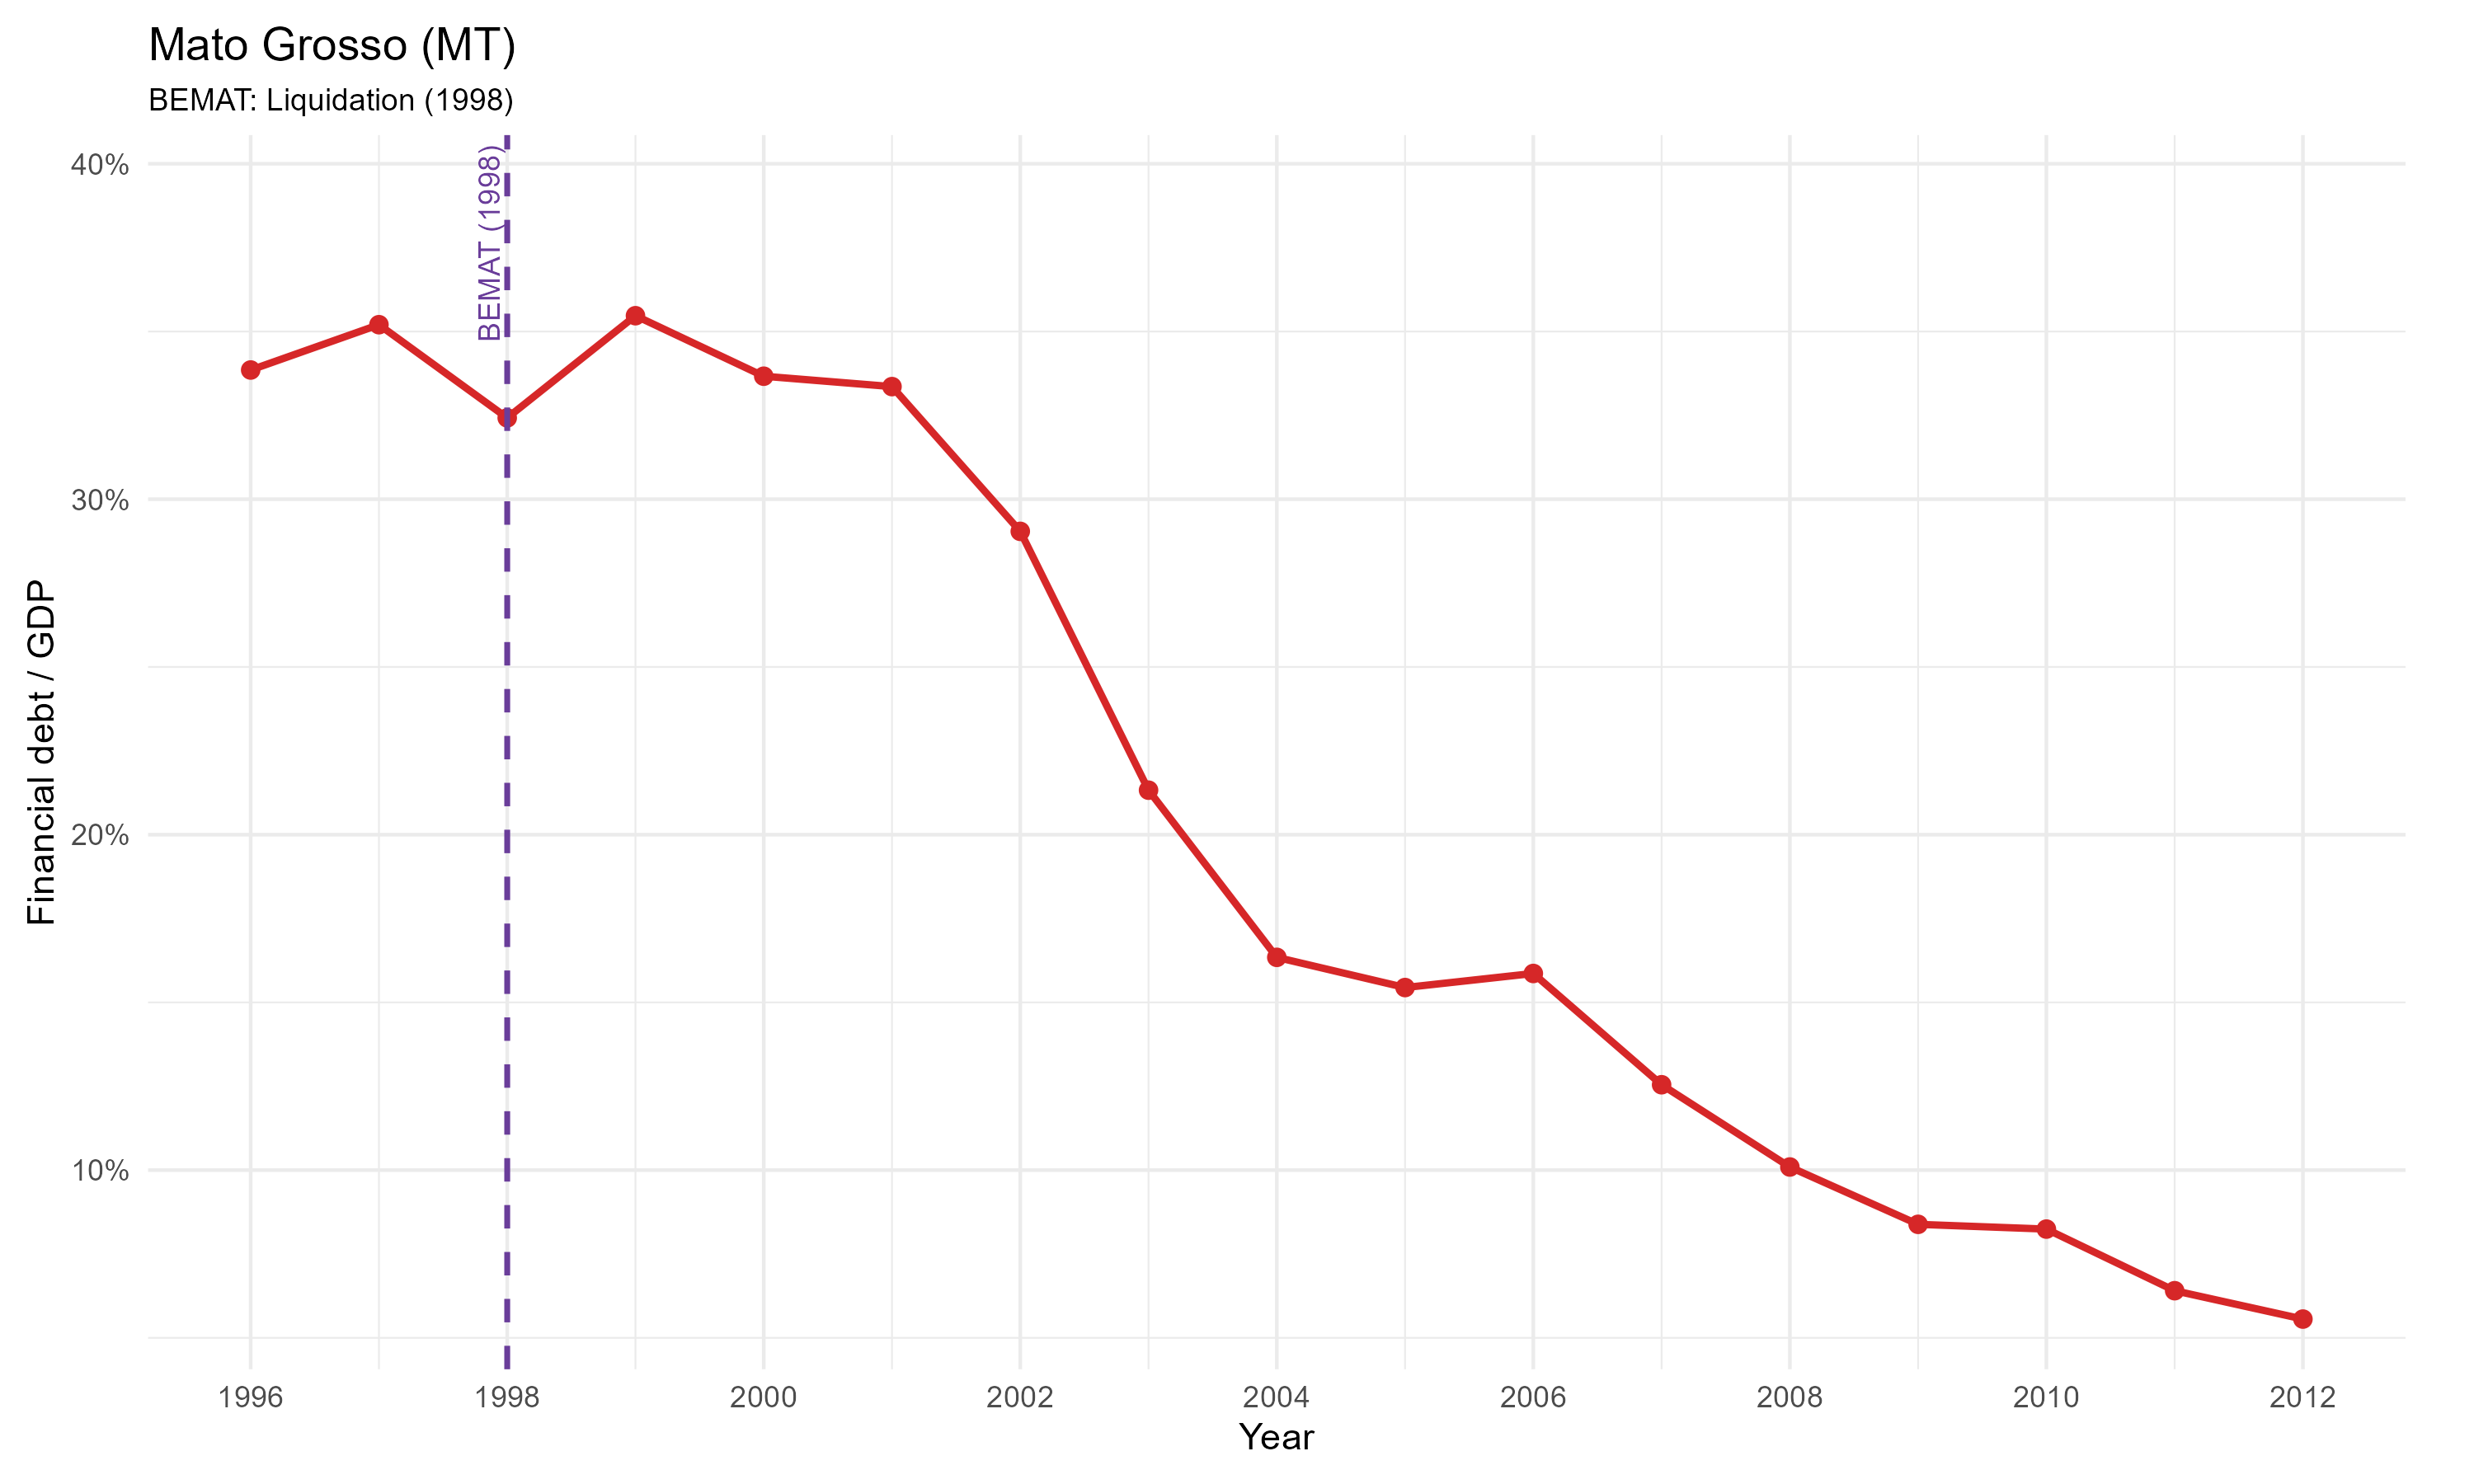 Mato Grosso (MT)
BEMAT: Liquidation (1998)
BEMAT (1998)
40%
30%
20%
10%
Financial debt / GDP
1996 1998 2000 2002 2004 2006 2008 2010 2012
Year